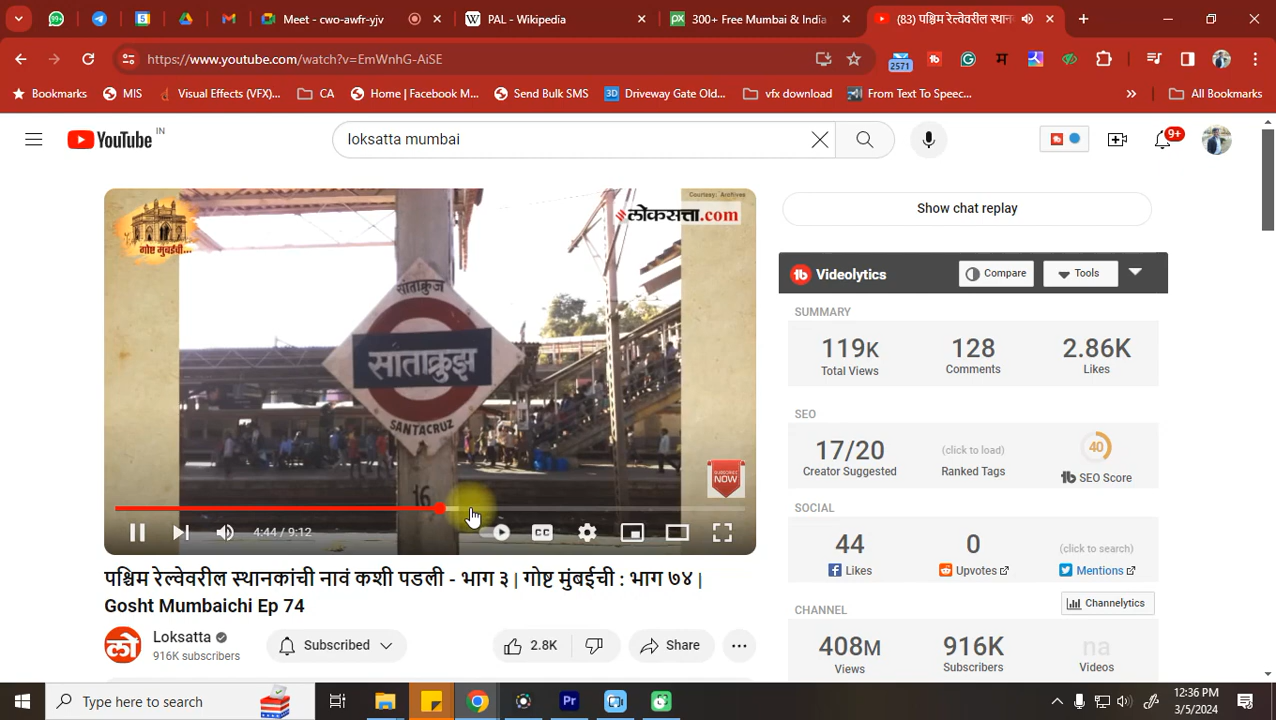 Meet - cwo-awfr-yjv
PAL - Wikipedia
300+ Free Mumbai & India
(83) पश्चिम रेल्वेवरील स्थान
https://www.youtube.com/watch?v=EmWnhG-AiSE
2571
Bookmarks
MIS
Visual Effects (VFX)...
CA
Home | Facebook M...
Send Bulk SMS
Driveway Gate Old...
vfx download
From Text To Speec...
All Bookmarks
YouTube IN
loksatta mumbai
9+
Show chat replay
Courtesy: Archives
लोकसत्ता.com
गोष्ट मुंबईची...
सांताक्रुज
सांताक्रुझ
SANTACRUZ
16
SUBSCRIBE
NOW
4:44 / 9:12
CC
Videolytics
Compare
Tools
SUMMARY
119K
128
2.86K
Total Views
Comments
Likes
SEO
17/20
(click to load)
40
Creator Suggested
Ranked Tags
SEO Score
SOCIAL
44
0
(click to search)
Likes
Upvotes
Mentions
CHANNEL
Channelytics
408M
916K
na
Views
Subscribers
Videos
पश्चिम रेल्वेवरील स्थानकांची नावं कशी पडली - भाग ३ | गोष्ट मुंबईची : भाग ७४ |
Gosht Mumbaichi Ep 74
Loksatta
916K subscribers
Subscribed
2.8K
Share
Type here to search
12:36 PM
3/5/2024